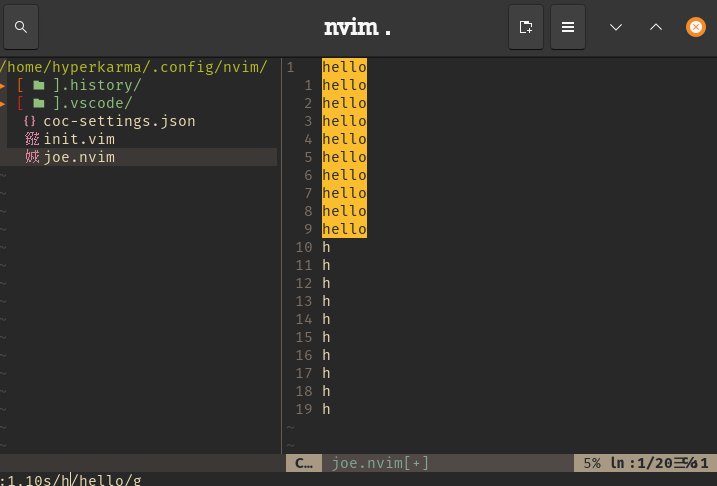 nvim .
/home/hyperkarma/.config/nvim/
[ ].history/
[ ].vscode/
{} coc-settings.json
init.vim
joe.nvim
1 hello
1 hello
2 hello
3 hello
4 hello
5 hello
6 hello
7 hello
8 hello
9 hello
10 h
11 h
12 h
13 h
14 h
15 h
16 h
17 h
18 h
19 h
~
~
C… joe.nvim[+] 5% ln :1/20
:1,10s/h/hello/g